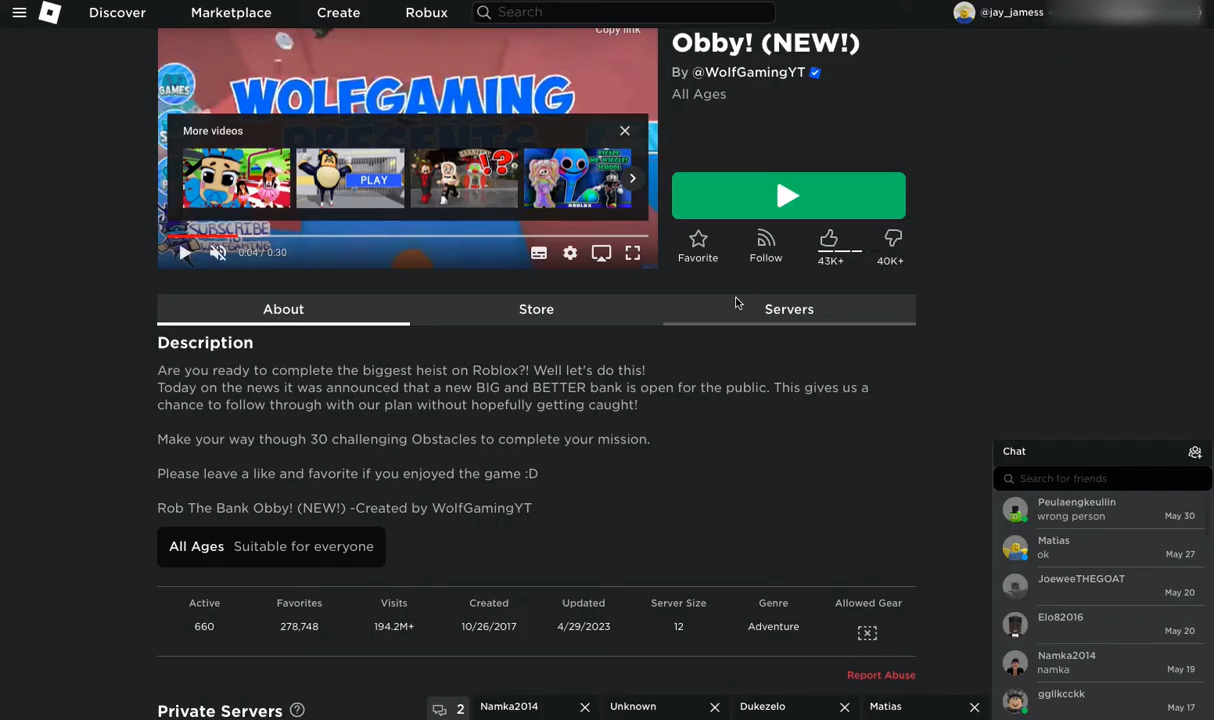 Discover Marketplace Create Robux Search @jay_jamess
Copy link
GAMES
WOLFGAMING
PRESENTS
More videos
PLAY
!?
SUBSCRIBE
0:04 / 0:30
Obby! (NEW!)
By @WolfGamingYT
All Ages
Favorite Follow 43K+ 40K+
About Store Servers
Description
Are you ready to complete the biggest heist on Roblox?! Well let's do this!
Today on the news it was announced that a new BIG and BETTER bank is open for the public. This gives us a
chance to follow through with our plan without hopefully getting caught!
Make your way though 30 challenging Obstacles to complete your mission.
Please leave a like and favorite if you enjoyed the game :D
Rob The Bank Obby! (NEW!) -Created by WolfGamingYT
All Ages Suitable for everyone
Active Favorites Visits Created Updated Server Size Genre Allowed Gear
660 278,748 194.2M+ 10/26/2017 4/29/2023 12 Adventure
Report Abuse
Private Servers
Chat
Search for friends
Peulaengkeullin
wrong person May 30
Matias
ok May 27
JoeweeTHEGOAT
May 20
Elo82016
May 20
Namka2014
namka May 19
ggllkcckk
May 17
2 Namka2014 Unknown Dukezelo Matias